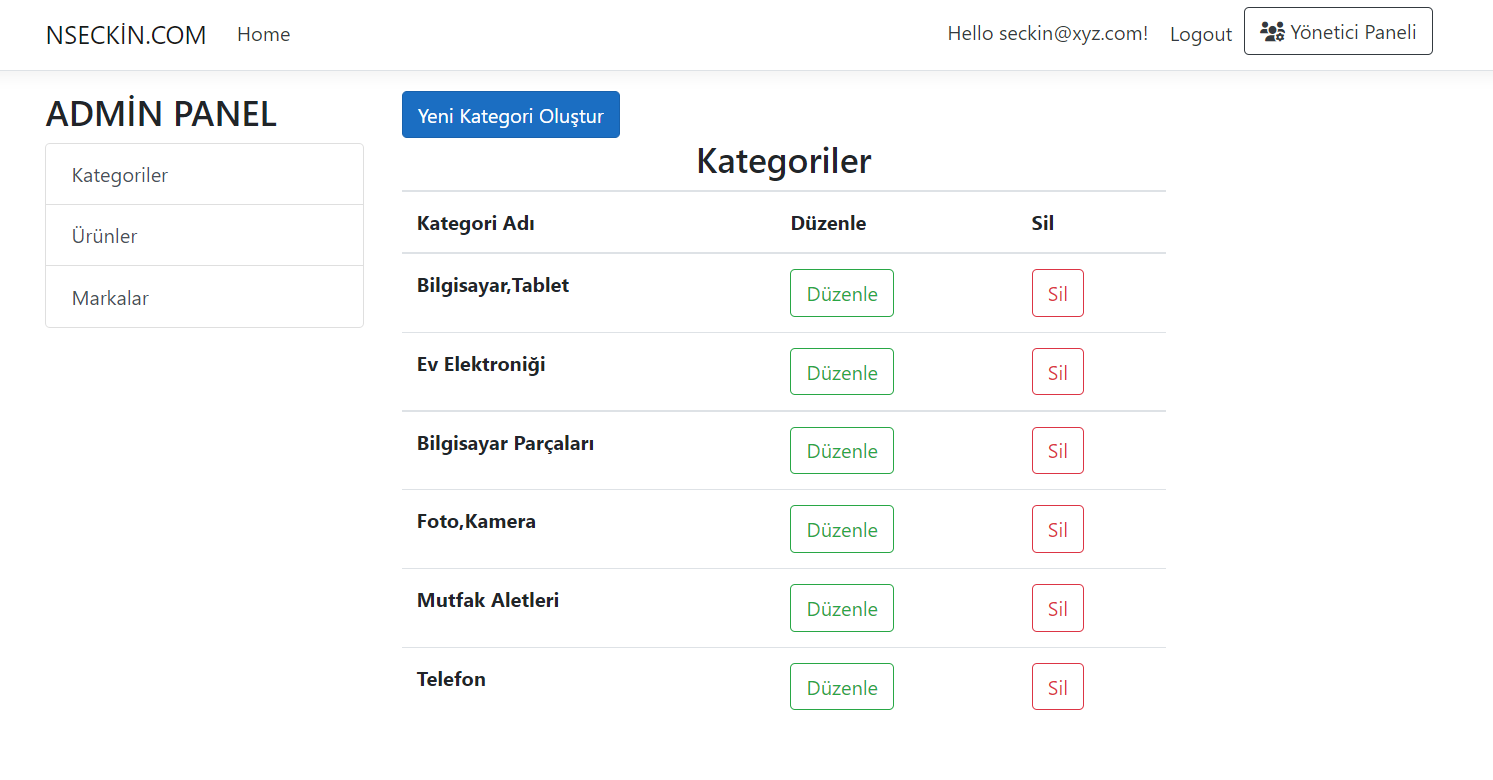 NSECKİN.COM Home Hello seckin@xyz.com! Logout Yönetici Paneli
ADMİN PANEL
Kategoriler
Ürünler
Markalar
Yeni Kategori Oluştur
Kategoriler
Kategori Adı Düzenle Sil
Bilgisayar,Tablet Düzenle Sil
Ev Elektroniği Düzenle Sil
Bilgisayar Parçaları Düzenle Sil
Foto,Kamera Düzenle Sil
Mutfak Aletleri Düzenle Sil
Telefon Düzenle Sil